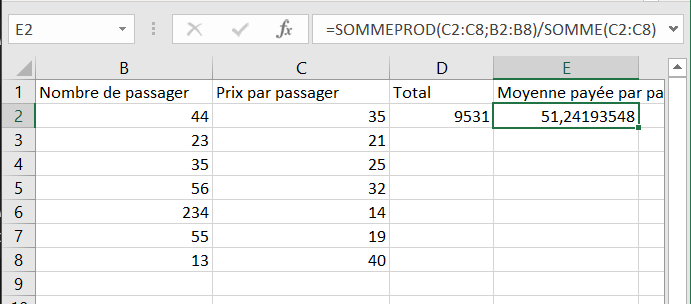 E2 fx =SOMMEPROD(C2:C8;B2:B8)/SOMME(C2:C8)
B C D E
1 Nombre de passager Prix par passager Total Moyenne payée par pa
2 44 35 9531 51,24193548
3 23 21
4 35 25
5 56 32
6 234 14
7 55 19
8 13 40
9